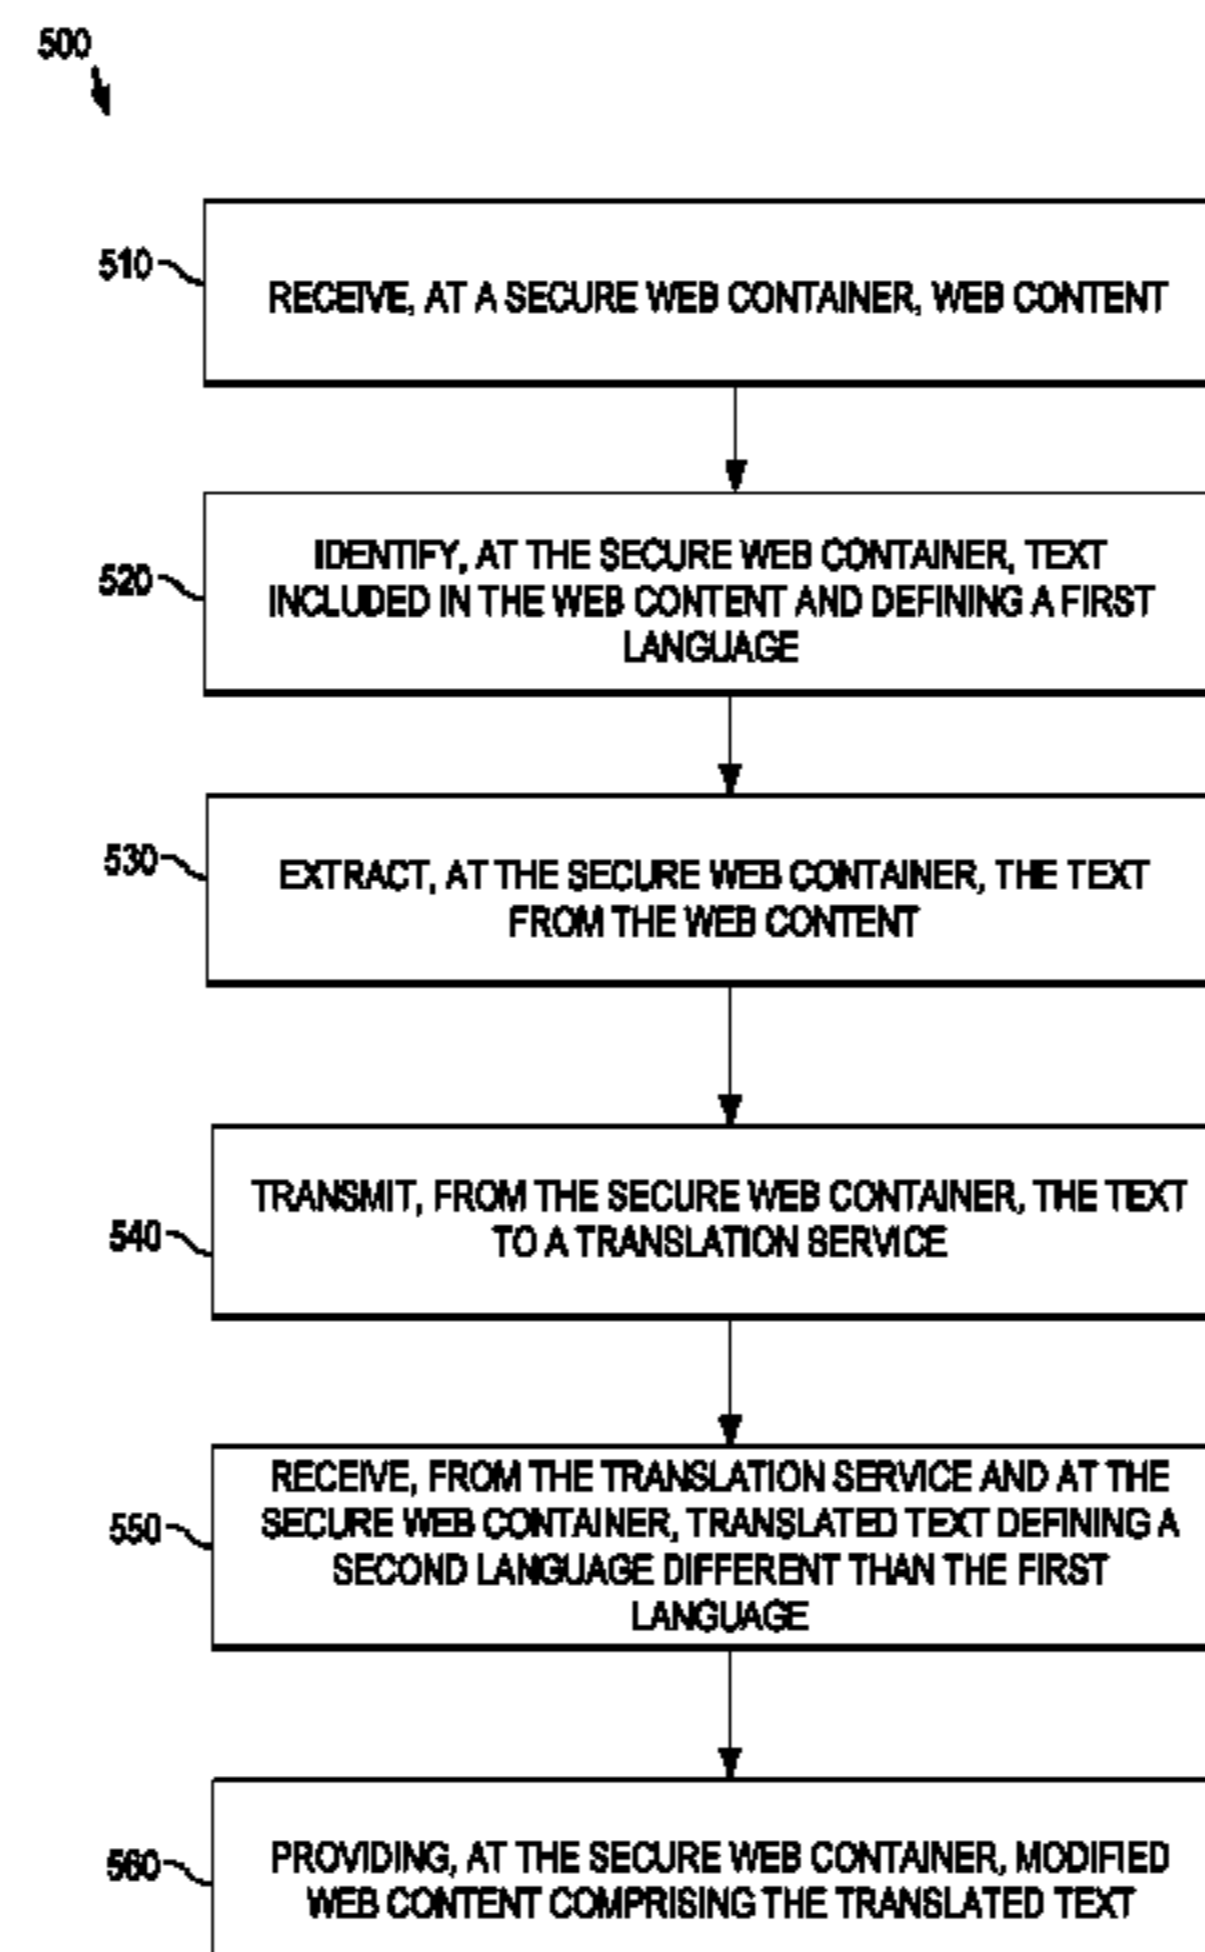 500
510
RECEIVE, AT A SECURE WEB CONTAINER, WEB CONTENT
520
IDENTIFY, AT THE SECURE WEB CONTAINER, TEXT
INCLUDED IN THE WEB CONTENT AND DEFINING A FIRST
LANGUAGE
530
EXTRACT, AT THE SECURE WEB CONTAINER, THE TEXT
FROM THE WEB CONTENT
540
TRANSMIT, FROM THE SECURE WEB CONTAINER, THE TEXT
TO A TRANSLATION SERVICE
550
RECEIVE, FROM THE TRANSLATION SERVICE AND AT THE
SECURE WEB CONTAINER, TRANSLATED TEXT DEFINING A
SECOND LANGUAGE DIFFERENT THAN THE FIRST
LANGUAGE
560
PROVIDING, AT THE SECURE WEB CONTAINER, MODIFIED
WEB CONTENT COMPRISING THE TRANSLATED TEXT